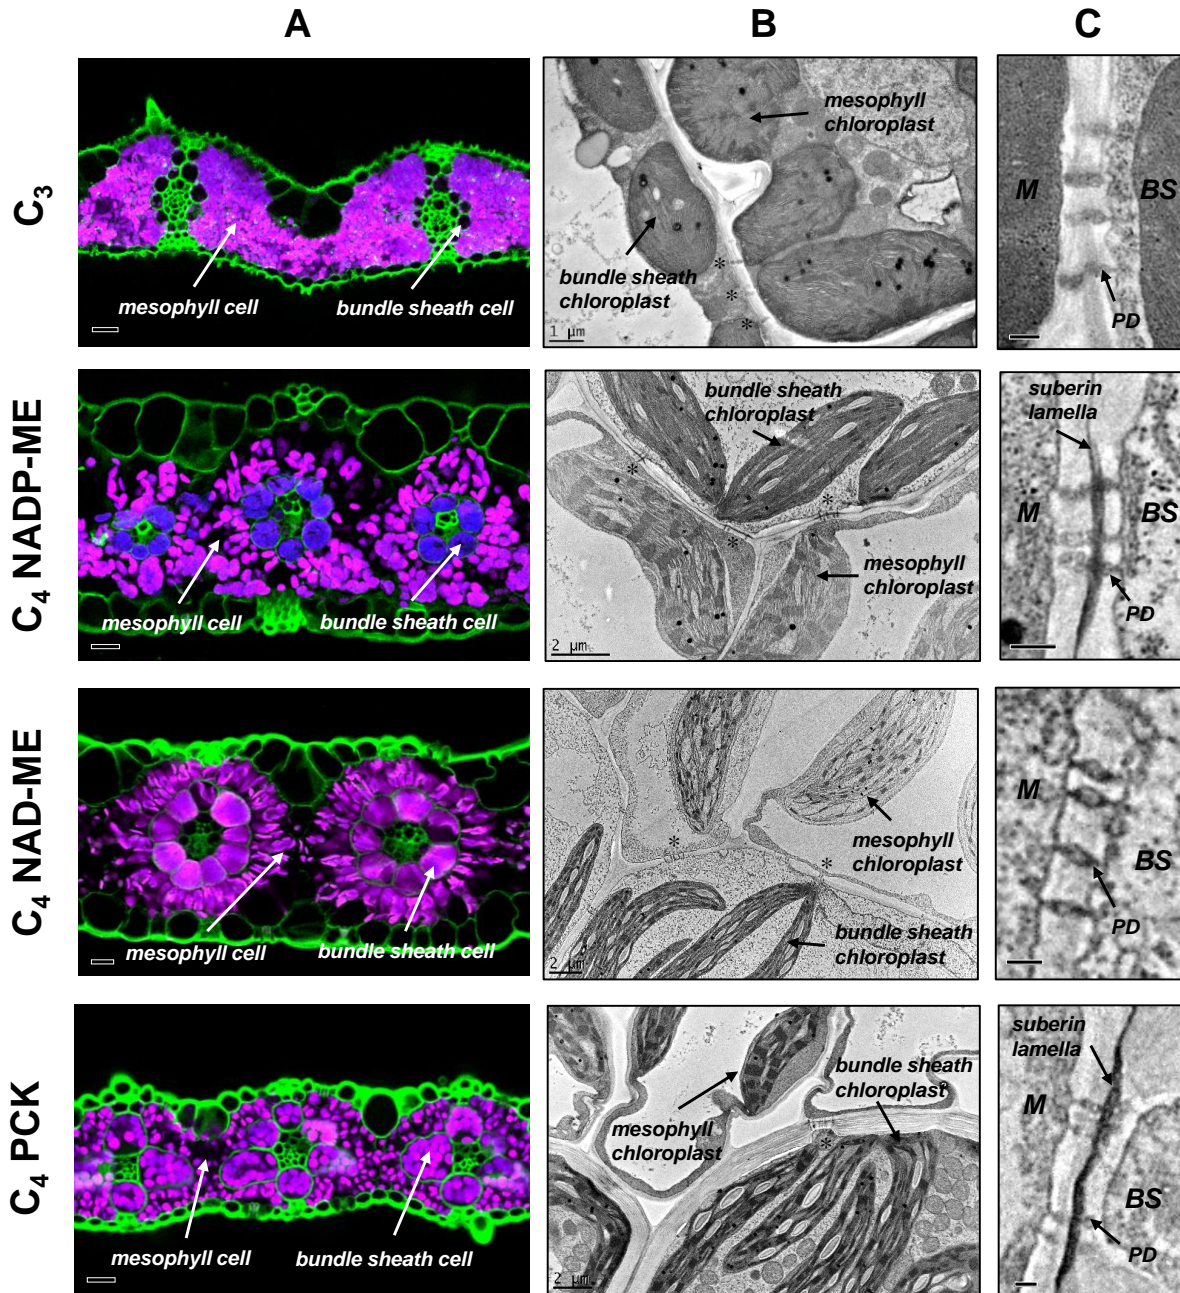 A
B
C
C3
mesophyll cell
bundle sheath cell
mesophyll
chloroplast
bundle sheath
chloroplast
*
*
*
1 µm
M
BS
PD
C4 NADP-ME
mesophyll cell
bundle sheath cell
bundle sheath
chloroplast
*
*
*
mesophyll
chloroplast
2 µm
suberin
lamella
M
BS
PD
C4 NAD-ME
mesophyll cell
bundle sheath cell
*
*
mesophyll
chloroplast
bundle sheath
chloroplast
2 µm
M
BS
PD
C4 PCK
mesophyll cell
bundle sheath cell
bundle sheath
chloroplast
mesophyll
chloroplast
*
2 µm
suberin
lamella
M
BS
PD